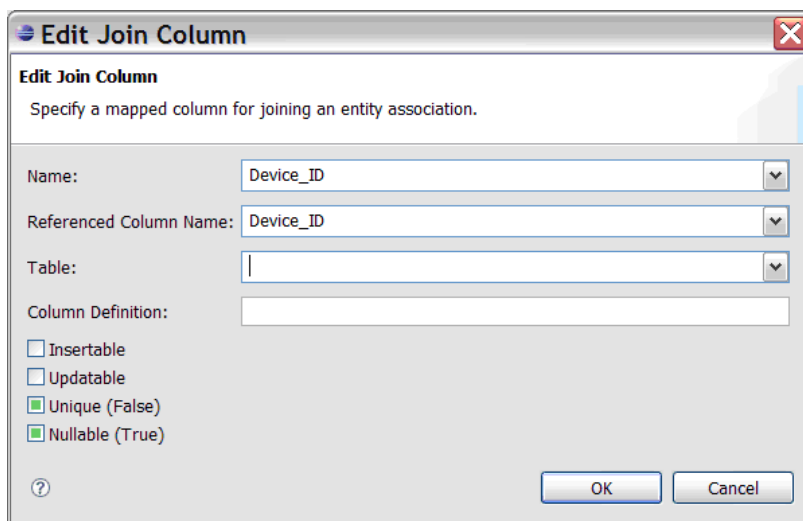 Edit Join Column
Edit Join Column
Specify a mapped column for joining an entity association.
Name: Device_ID
Referenced Column Name: Device_ID
Table:
Column Definition:
Insertable
Updatable
Unique (False)
Nullable (True)
? OK Cancel